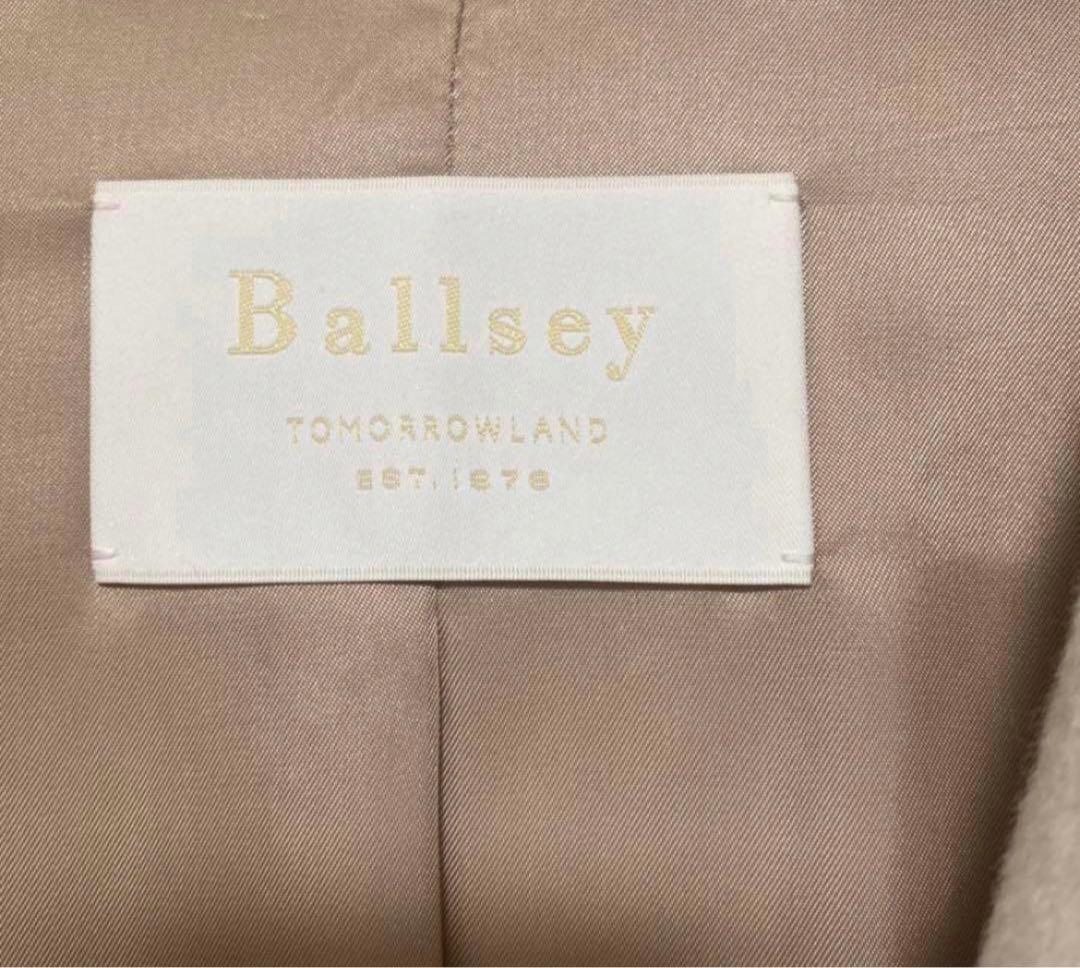 Ballsey
TOMORROWLAND
EST. 1978